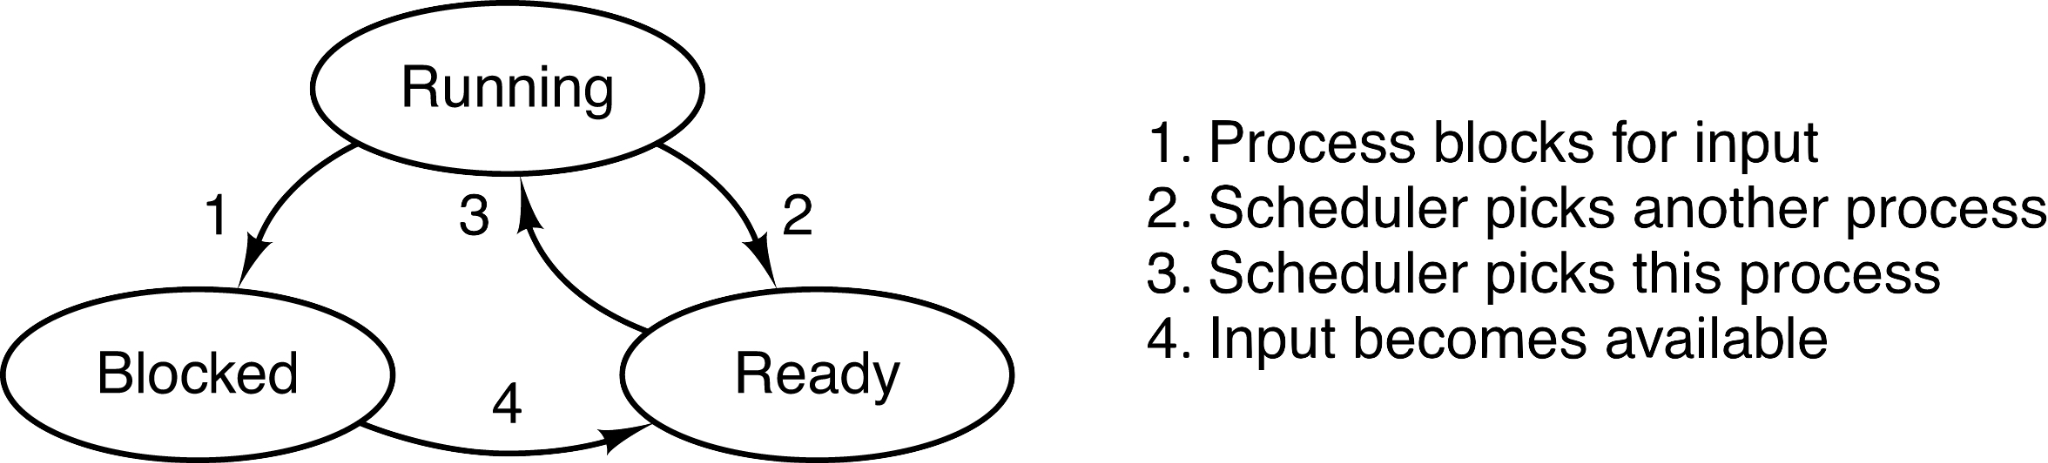 Running
1
3
2
Blocked
4
Ready
1. Process blocks for input
2. Scheduler picks another process
3. Scheduler picks this process
4. Input becomes available